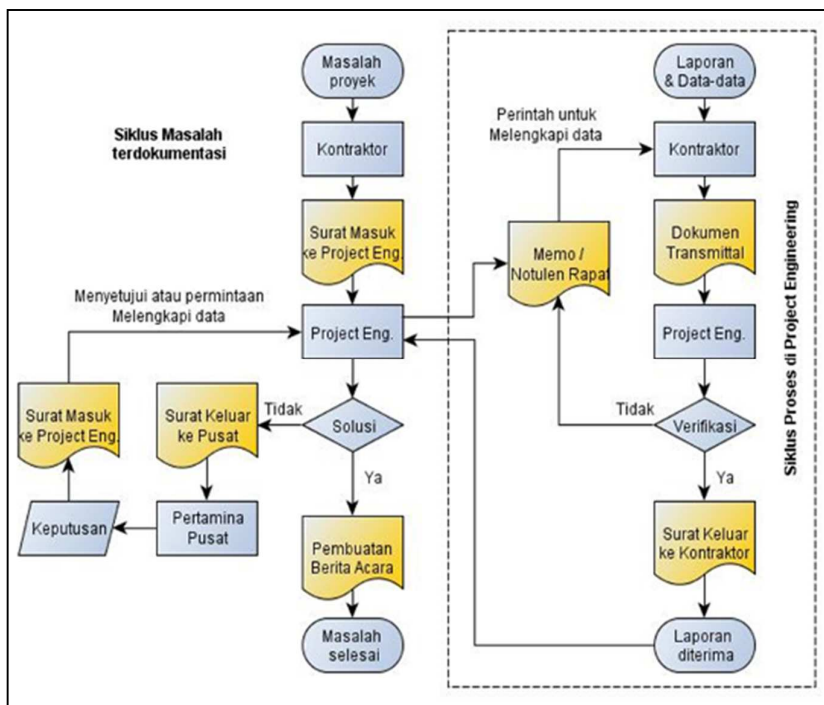 Siklus Masalah
terdokumentasi
Masalah
proyek
Kontraktor
Surat Masuk
ke Project Eng.
Project Eng.
Solusi
Tidak
Ya
Surat Keluar
ke Pusat
Pertamina
Pusat
Keputusan
Surat Masuk
ke Project Eng.
Menyetujui atau permintaan
Melengkapi data
Pembuatan
Berita Acara
Masalah
selesai
Laporan
& Data-data
Perintah untuk
Melengkapi data
Kontraktor
Dokumen
Transmittal
Memo /
Notulen Rapat
Project Eng.
Verifikasi
Tidak
Ya
Surat Keluar
ke Kontraktor
Laporan
diterima
Siklus Proses di Project Engineering